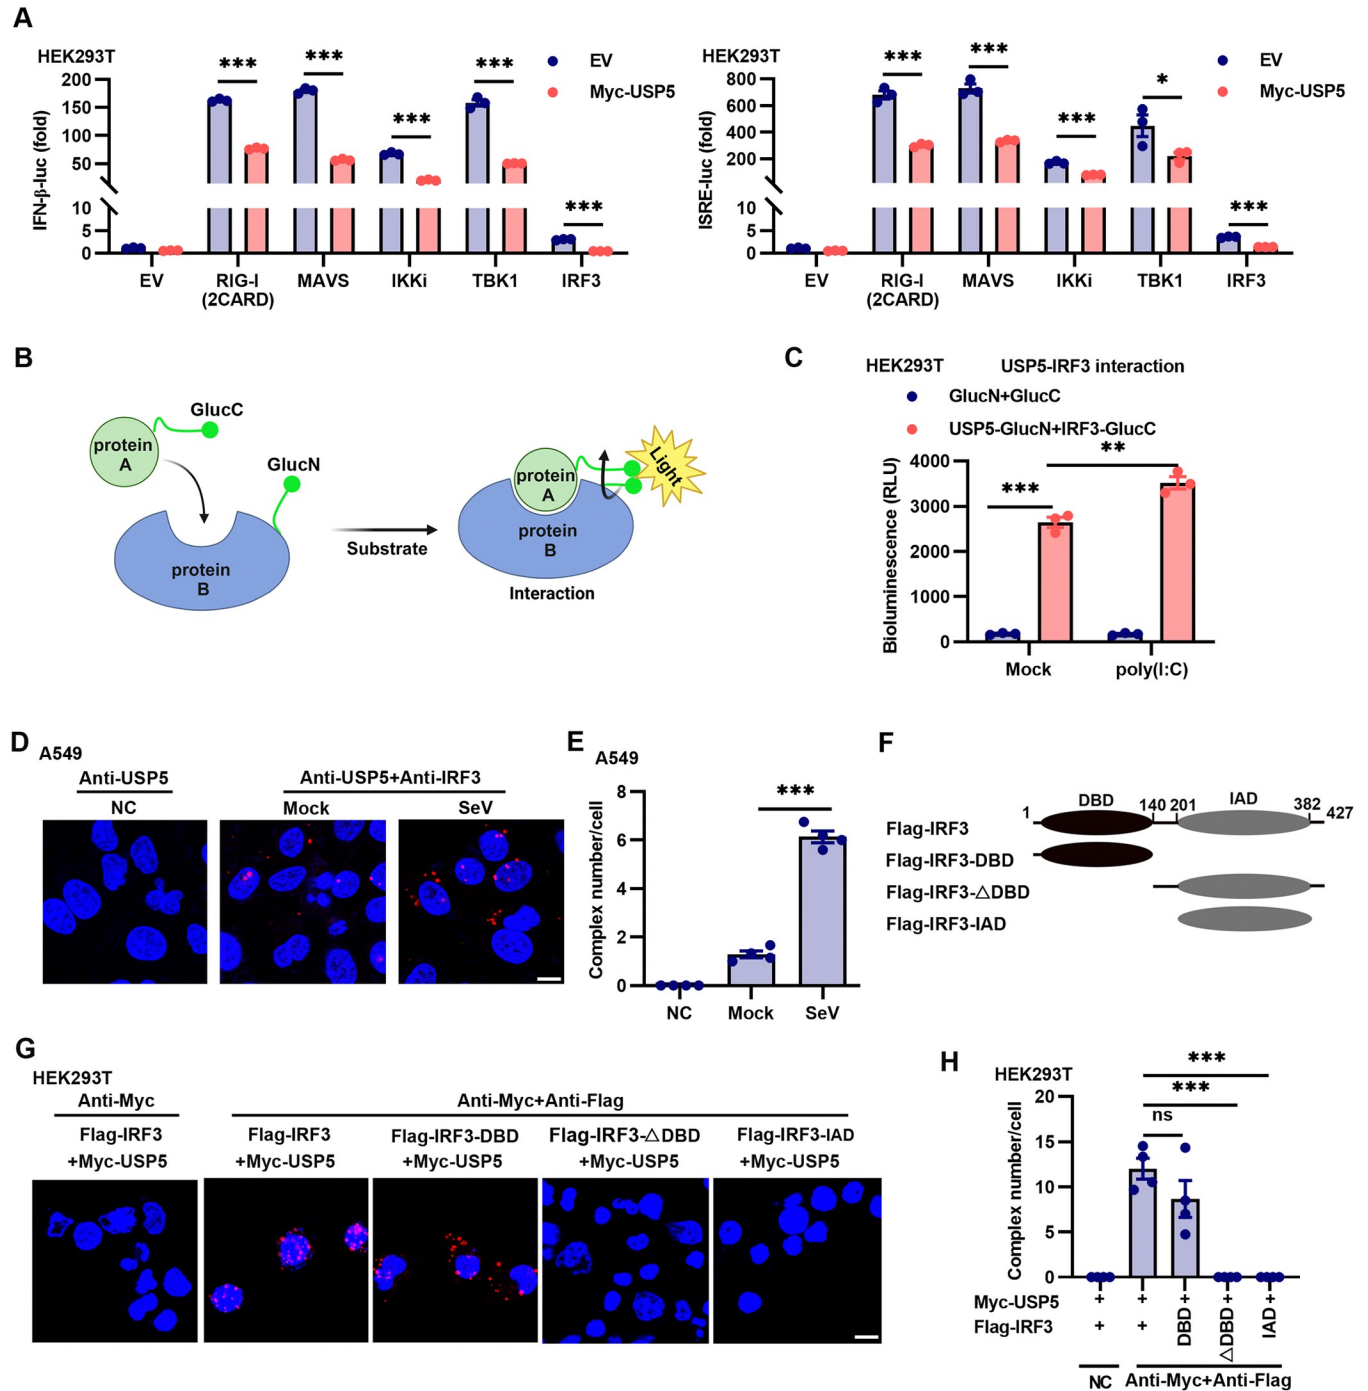 A
HEK293T
IFN-β-luc (fold)
200
150
100
50
10
5
0
***
***
***
***
***
EV
Myc-USP5
EV
RIG-I
(2CARD)
MAVS
IKKi
TBK1
IRF3
HEK293T
ISRE-luc (fold)
800
600
400
200
10
5
0
***
***
***
*
***
EV
Myc-USP5
EV
RIG-I
(2CARD)
MAVS
IKKi
TBK1
IRF3
B
GlucC
protein
A
GlucN
protein
B
Substrate
protein
A
Light
protein
B
Interaction
C
HEK293T
USP5-IRF3 interaction
GlucN+GlucC
USP5-GlucN+IRF3-GlucC
Bioluminescence (RLU)
4000
3000
2000
1000
0
***
**
Mock
poly(I:C)
D
A549
Anti-USP5
Anti-USP5+Anti-IRF3
NC
Mock
SeV
E
A549
Complex number/cell
8
6
4
2
0
***
NC
Mock
SeV
F
1
DBD
140
201
IAD
382
427
Flag-IRF3
Flag-IRF3-DBD
Flag-IRF3-△DBD
Flag-IRF3-IAD
G
HEK293T
Anti-Myc
Anti-Myc+Anti-Flag
Flag-IRF3
+Myc-USP5
Flag-IRF3
+Myc-USP5
Flag-IRF3-DBD
+Myc-USP5
Flag-IRF3-△DBD
+Myc-USP5
Flag-IRF3-IAD
+Myc-USP5
H
HEK293T
Complex number/cell
20
15
10
5
0
***
***
ns
Myc-USP5 + + + + +
Flag-IRF3 + + DBD △DBD IAD
NC
Anti-Myc+Anti-Flag